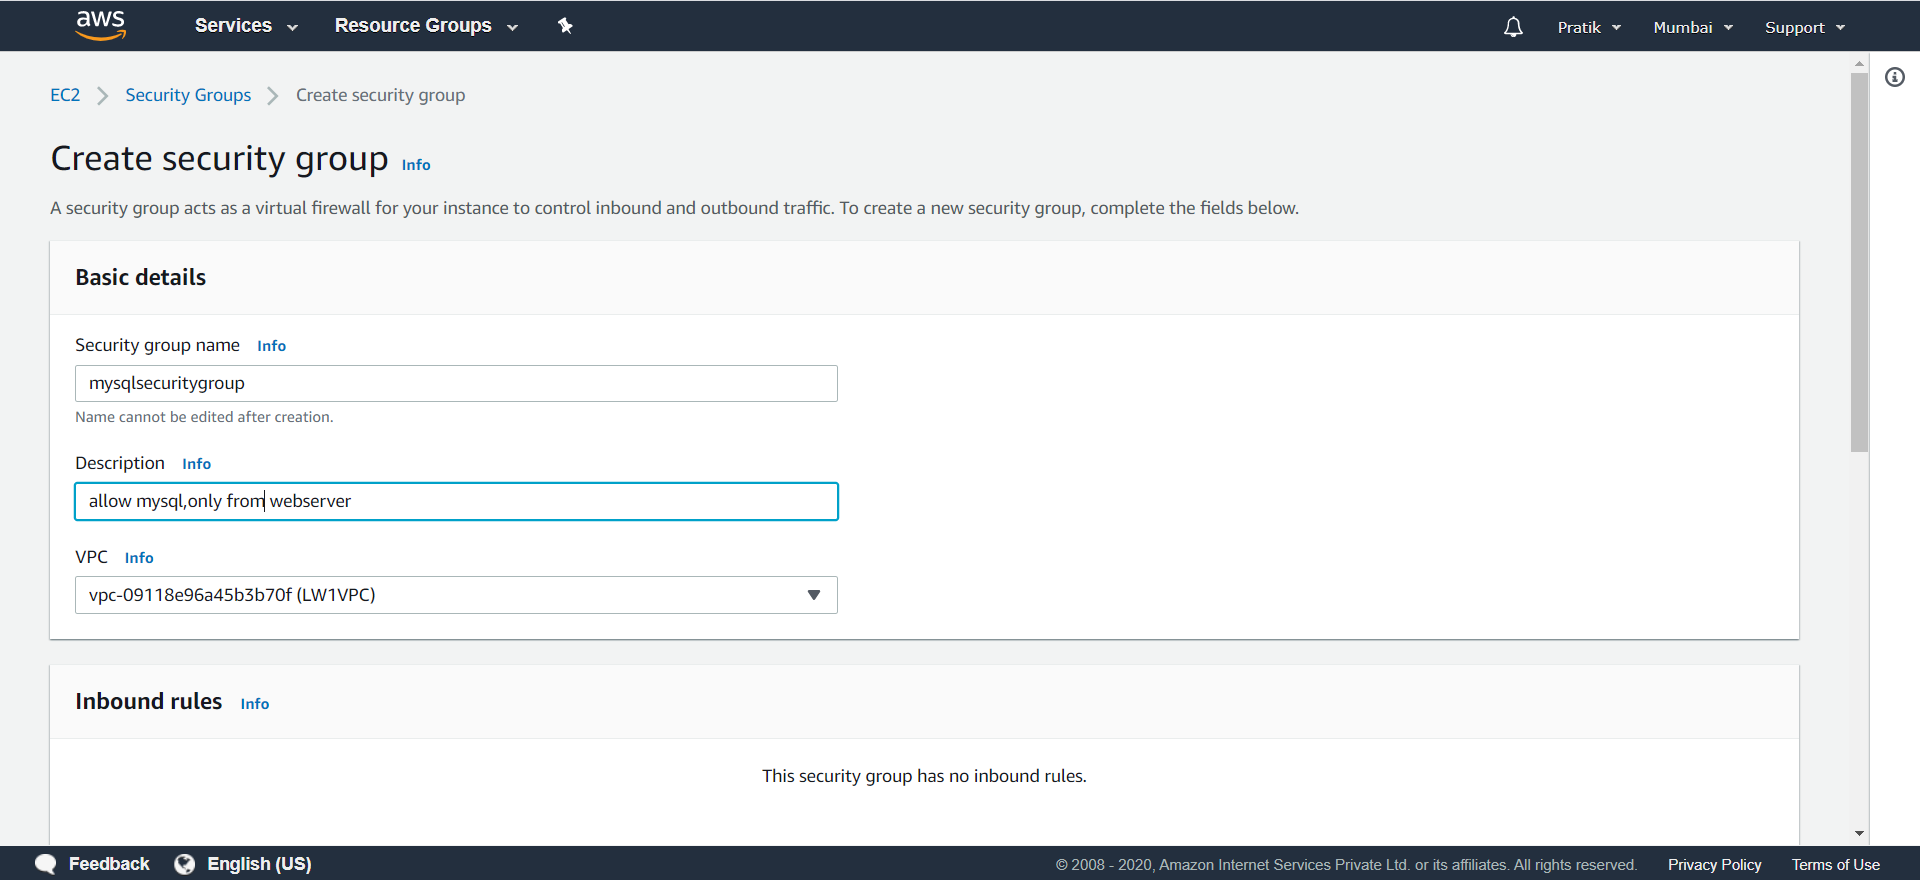 aws Services Resource Groups Pratik Mumbai Support
EC2 Security Groups Create security group
Create security group Info
A security group acts as a virtual firewall for your instance to control inbound and outbound traffic. To create a new security group, complete the fields below.
Basic details
Security group name Info
mysqlsecuritygroup
Name cannot be edited after creation.
Description Info
allow mysql,only from webserver
VPC Info
vpc-09118e96a45b3b70f (LW1VPC)
Inbound rules Info
This security group has no inbound rules.
Feedback English (US) © 2008 - 2020, Amazon Internet Services Private Ltd. or its affiliates. All rights reserved. Privacy Policy Terms of Use